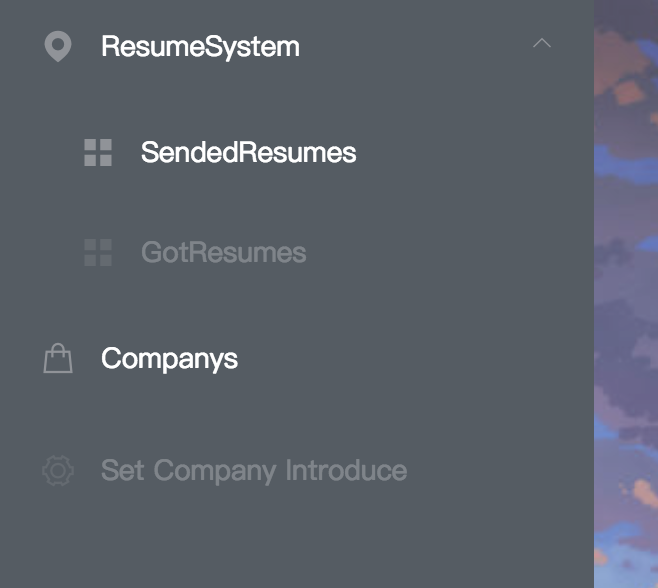 ResumeSystem
SendedResumes
GotResumes
Companys
Set Company Introduce